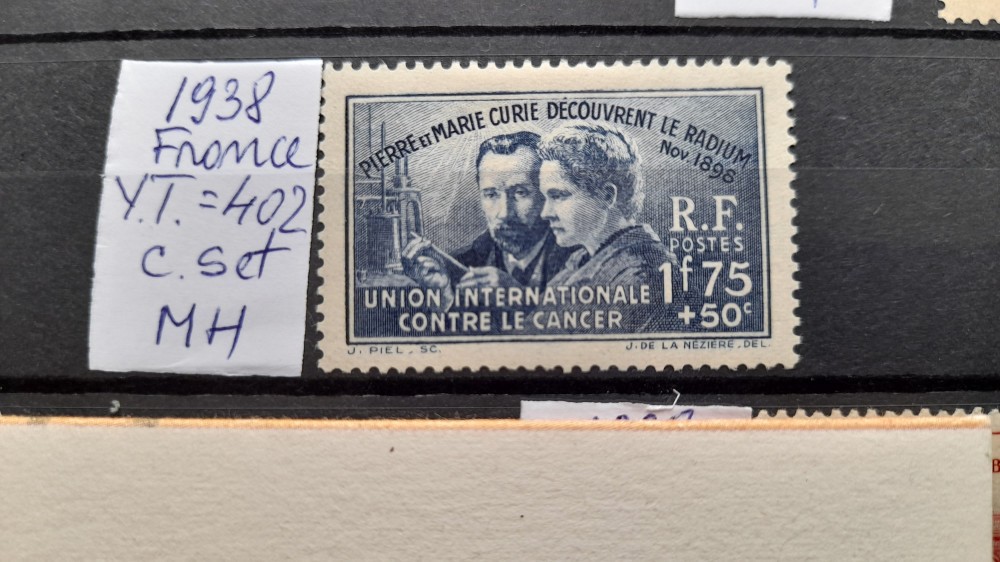 1938
France
Y.T. = 402
c. set
MH
PIERRE ET MARIE CURIE DÉCOUVRENT LE RADIUM
NOV 1898
R.F.
POSTES
1f75
+50c
UNION INTERNATIONALE
CONTRE LE CANCER
J. PIEL . SC.
J. DE LA NÉZIÈRE . DEL.